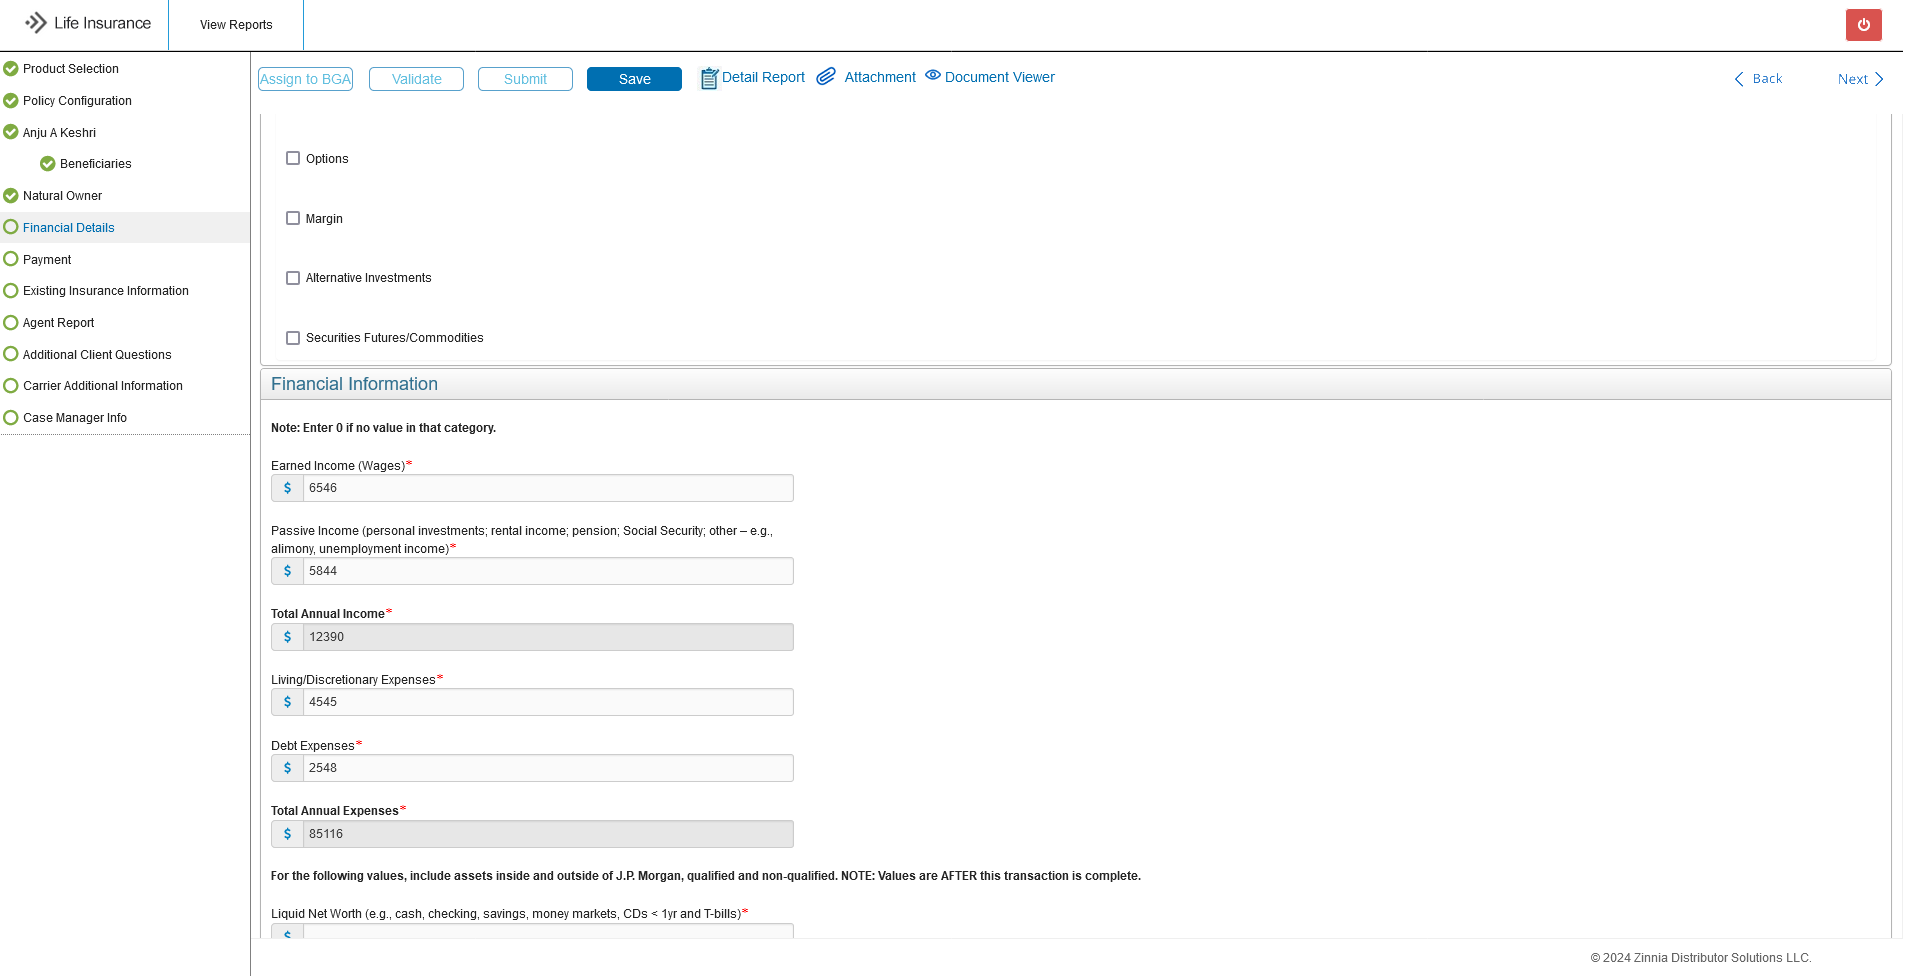 Life Insurance
View Reports
Product Selection
Policy Configuration
Anju A Keshri
Beneficiaries
Natural Owner
Financial Details
Payment
Existing Insurance Information
Agent Report
Additional Client Questions
Carrier Additional Information
Case Manager Info
Assign to BGA
Validate
Submit
Save
Detail Report
Attachment
Document Viewer
Back
Next
Options
Margin
Alternative Investments
Securities Futures/Commodities
Financial Information
Note: Enter 0 if no value in that category.
Earned Income (Wages)*
$ 6546
Passive Income (personal investments; rental income; pension; Social Security; other – e.g.,
alimony, unemployment income)*
$ 5844
Total Annual Income*
$ 12390
Living/Discretionary Expenses*
$ 4545
Debt Expenses*
$ 2548
Total Annual Expenses*
$ 85116
For the following values, include assets inside and outside of J.P. Morgan, qualified and non-qualified. NOTE: Values are AFTER this transaction is complete.
Liquid Net Worth (e.g., cash, checking, savings, money markets, CDs < 1yr and T-bills)*
$
© 2024 Zinnia Distributor Solutions LLC.